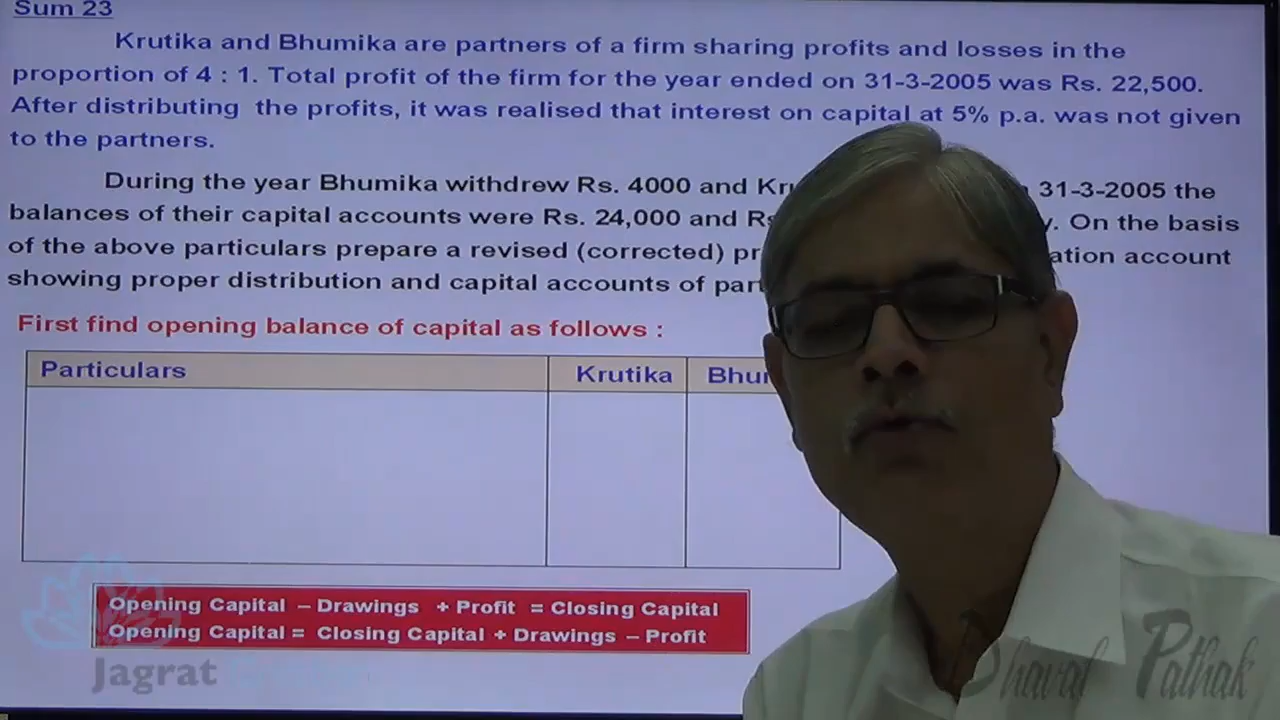 Sum 23
Krutika and Bhumika are partners of a firm sharing profits and losses in the
proportion of 4 : 1. Total profit of the firm for the year ended on 31-3-2005 was Rs. 22,500.
After distributing the profits, it was realised that interest on capital at 5% p.a. was not given
to the partners.
During the year Bhumika withdrew Rs. 4000 and 31-3-2005 the
balances of their capital accounts were Rs. 24,000 and On the basis
of the above particulars prepare a revised (corrected) account
showing proper distribution and capital accounts of
First find opening balance of capital as follows :
Particulars Krutika
Opening Capital – Drawings + Profit = Closing Capital
Opening Capital = Closing Capital + Drawings – Profit
Jagrat
Dhaval Pathak